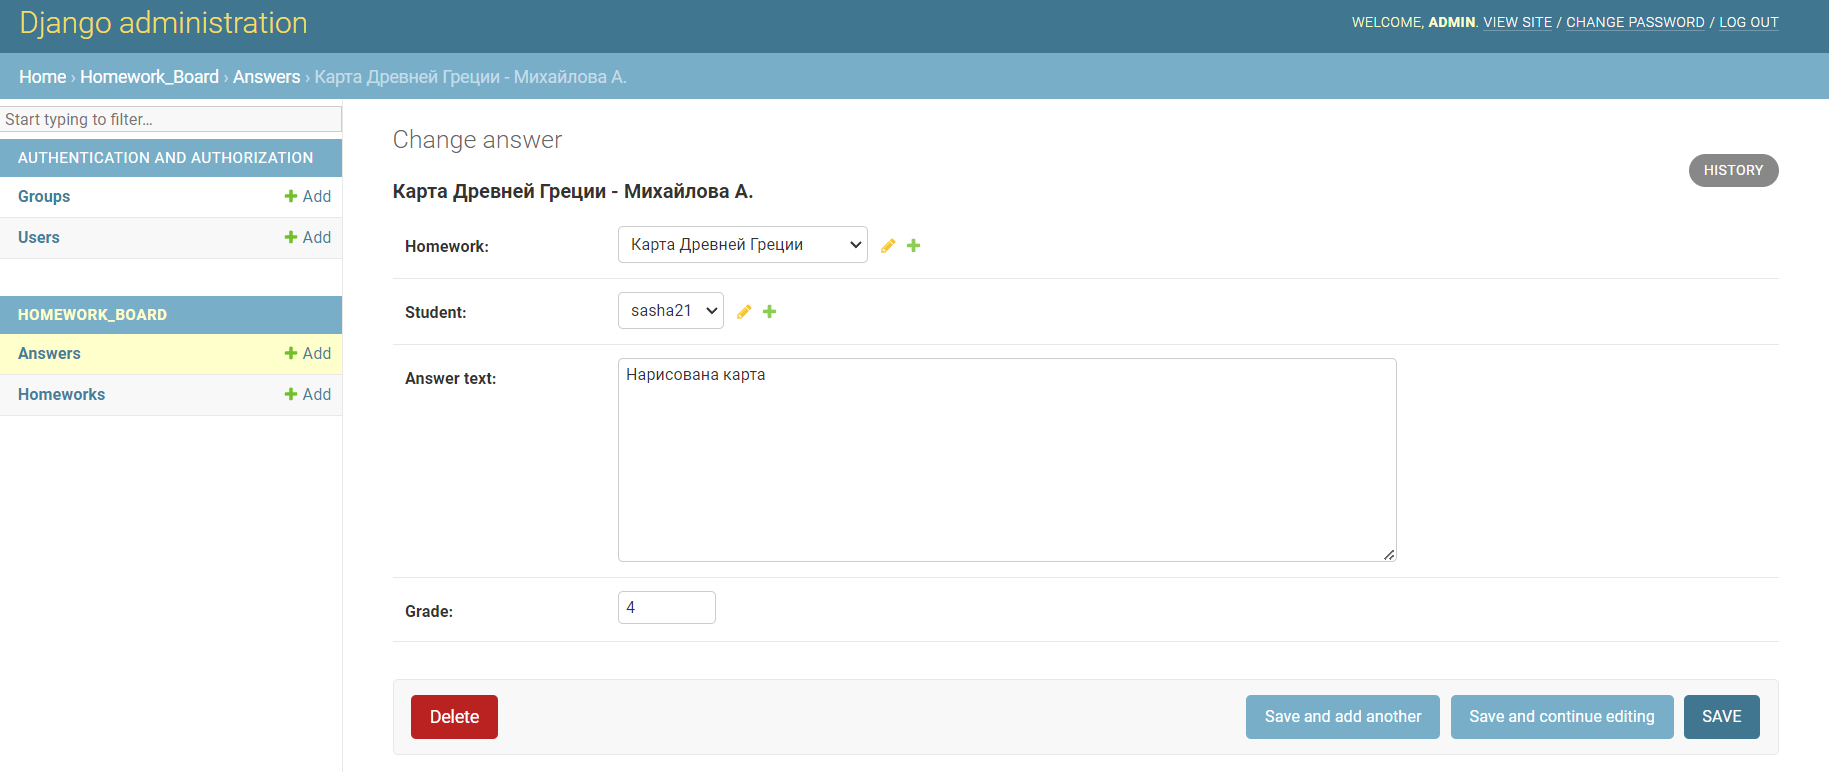 Django administration
WELCOME, ADMIN. VIEW SITE / CHANGE PASSWORD / LOG OUT
Home › Homework_Board › Answers › Карта Древней Греции - Михайлова А.
Start typing to filter...
AUTHENTICATION AND AUTHORIZATION
Groups Add
Users Add
HOMEWORK_BOARD
Answers Add
Homeworks Add
Change answer
HISTORY
Карта Древней Греции - Михайлова А.
Homework: Карта Древней Греции
Student: sasha21
Answer text: Нарисована карта
Grade: 4
Delete Save and add another Save and continue editing SAVE